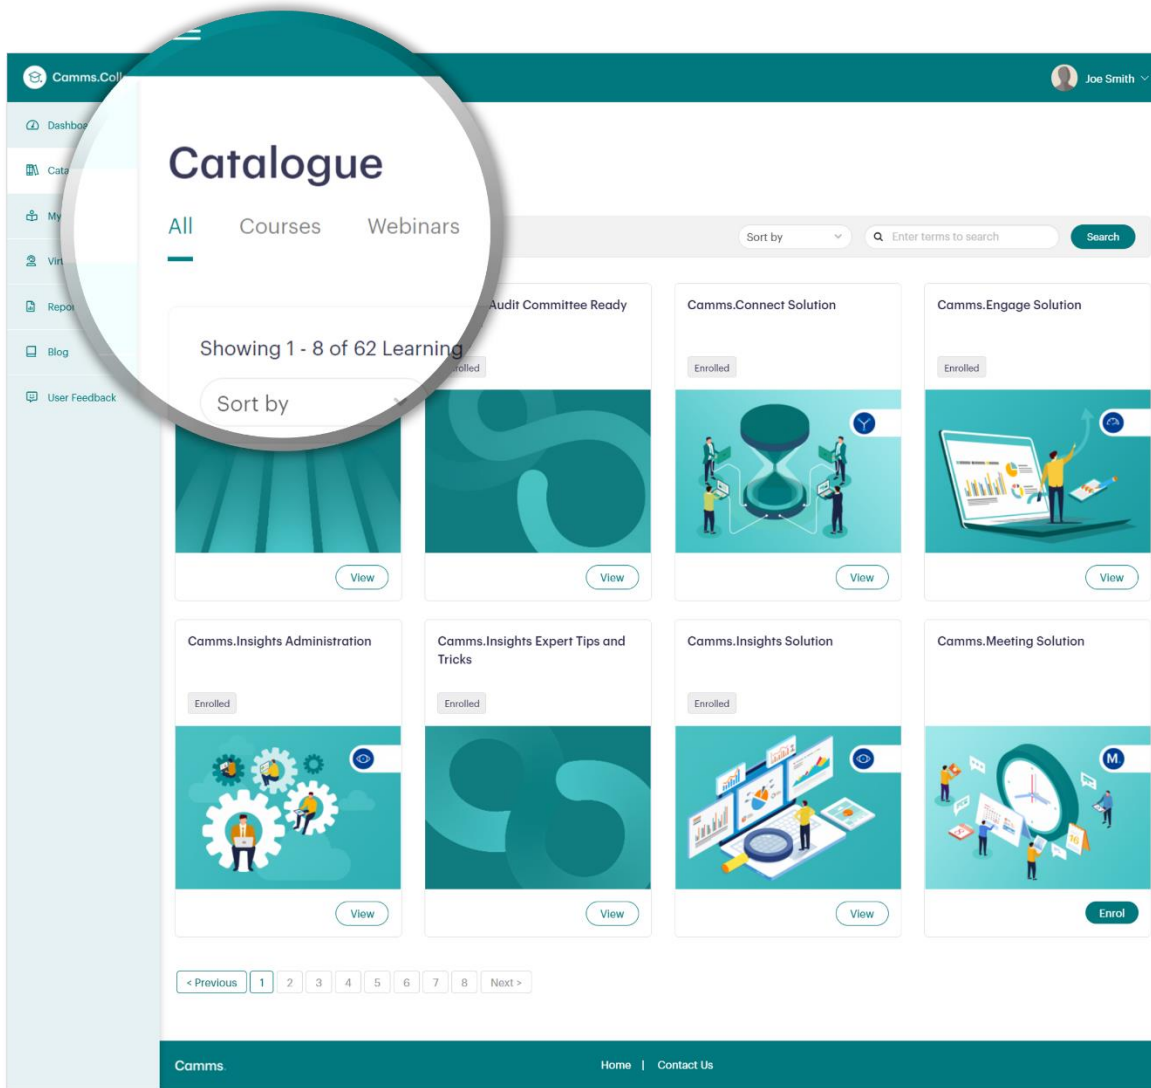 Camms.Coll
Joe Smith
Dashboa
Cata
My
Vir
Repor
Blog
User Feedback
Catalogue
All Courses Webinars
Showing 1 - 8 of 62 Learning
Sort by
Sort by Enter terms to search Search
Audit Committee Ready
Camms.Connect Solution
Enrolled
Camms.Engage Solution
Enrolled
View
View
View
View
Camms.Insights Administration
Enrolled
Camms.Insights Expert Tips and
Tricks
Enrolled
Camms.Insights Solution
Enrolled
Camms.Meeting Solution
M.
View
View
View
Enrol
< Previous 1 2 3 4 5 6 7 8 Next >
Camms.
Home | Contact Us